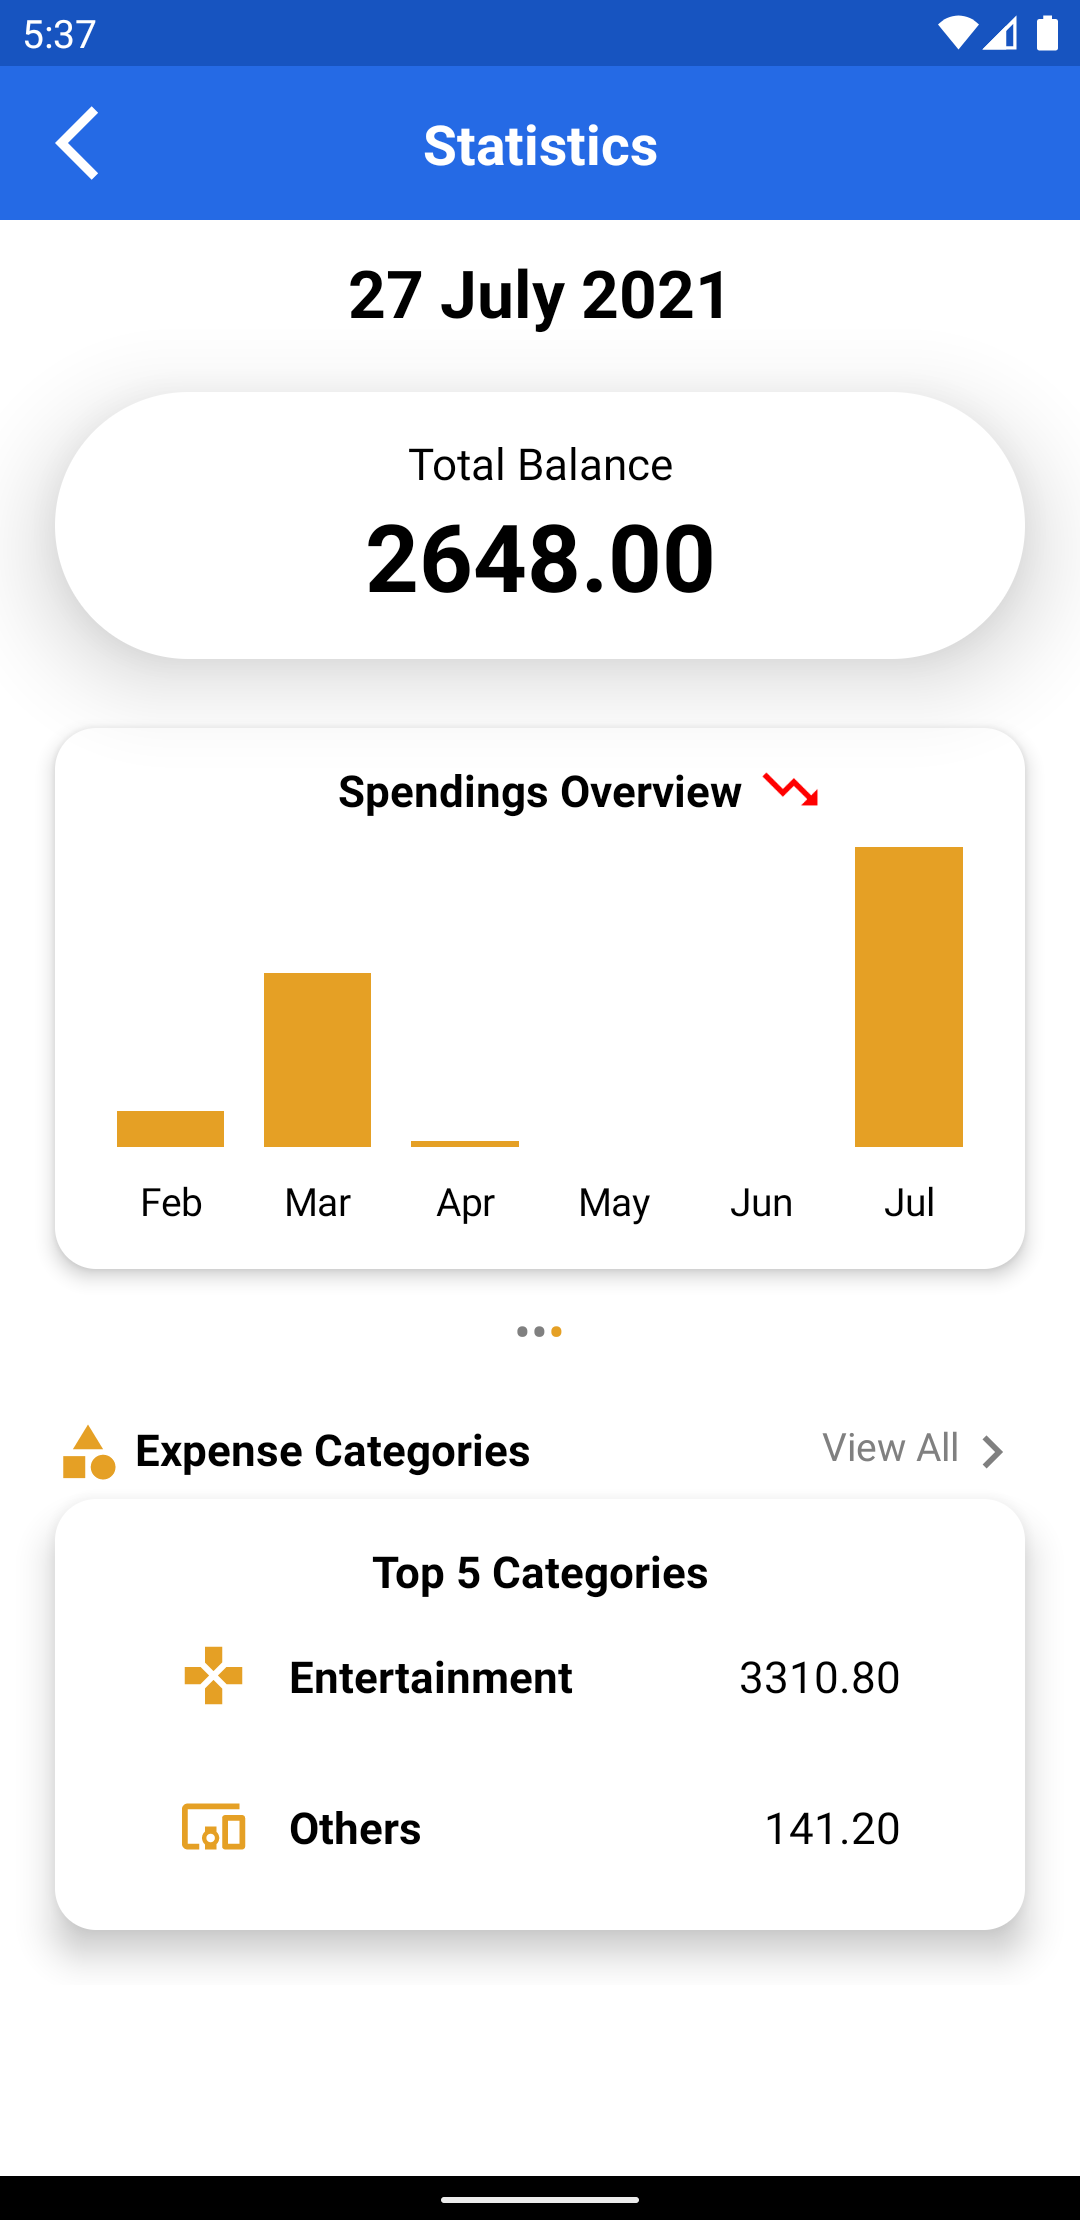 5:37
Statistics
27 July 2021
Total Balance
2648.00
Spendings Overview
Feb Mar Apr May Jun Jul
Expense Categories View All
Top 5 Categories
Entertainment 3310.80
Others 141.20